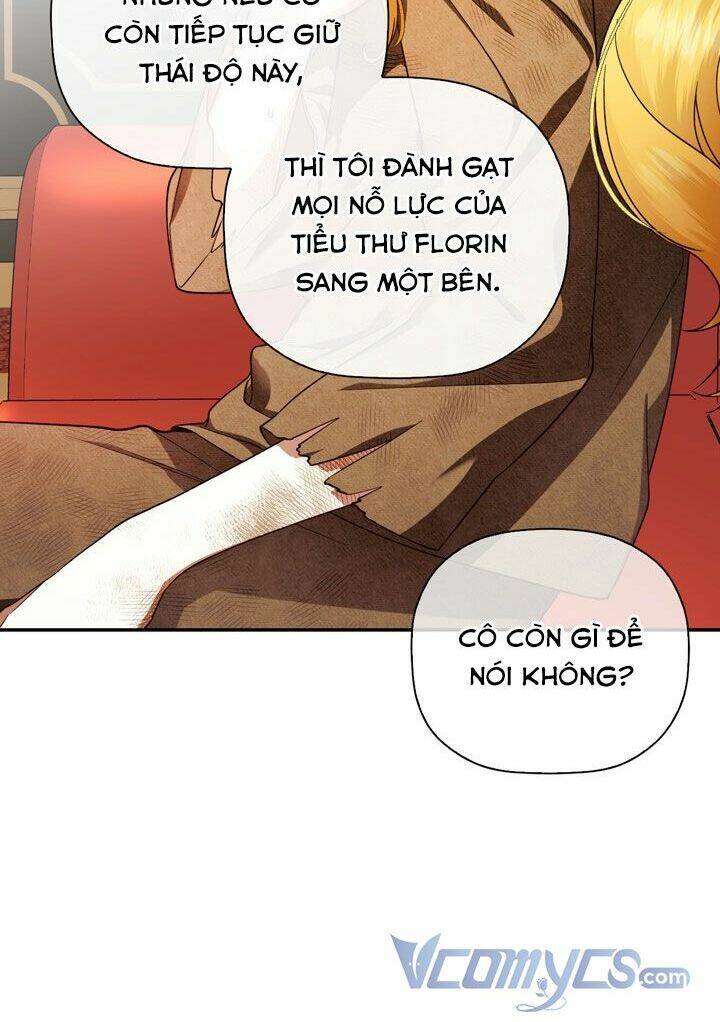 CÒN TIẾP TỤC GIỮ
THÁI ĐỘ NÀY,
THÌ TÔI ĐÀNH GẠT
MỌI NỖ LỰC CỦA
TIỂU THƯ FLORIN
SANG MỘT BÊN.
CÔ CÒN GÌ ĐỂ
NÓI KHÔNG?
VCOMYCS.com